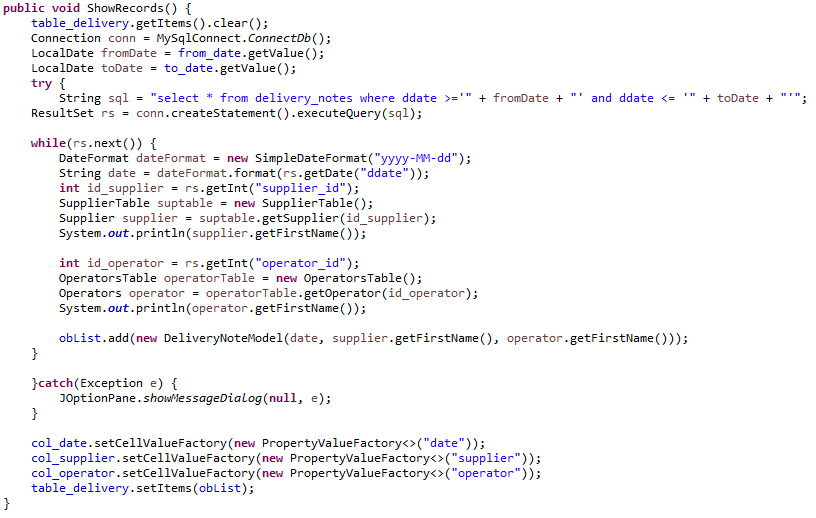 public void ShowRecords() {
    table_delivery.getItems().clear();
    Connection conn = MySqlConnect.ConnectDb();
    LocalDate fromDate = from_date.getValue();
    LocalDate toDate = to_date.getValue();
    try {
        String sql = "select * from delivery_notes where ddate >='" + fromDate + "' and ddate <= '" + toDate + "'";
    ResultSet rs = conn.createStatement().executeQuery(sql);

    while(rs.next()) {
        DateFormat dateFormat = new SimpleDateFormat("yyyy-MM-dd");
        String date = dateFormat.format(rs.getDate("ddate"));
        int id_supplier = rs.getInt("supplier_id");
        SupplierTable suptable = new SupplierTable();
        Supplier supplier = suptable.getSupplier(id_supplier);
        System.out.println(supplier.getFirstName());

        int id_operator = rs.getInt("operator_id");
        OperatorsTable operatorTable = new OperatorsTable();
        Operators operator = operatorTable.getOperator(id_operator);
        System.out.println(operator.getFirstName());

        obList.add(new DeliveryNoteModel(date, supplier.getFirstName(), operator.getFirstName()));
    }

    }catch(Exception e) {
        JOptionPane.showMessageDialog(null, e);
    }

    col_date.setCellValueFactory(new PropertyValueFactory<>("date"));
    col_supplier.setCellValueFactory(new PropertyValueFactory<>("supplier"));
    col_operator.setCellValueFactory(new PropertyValueFactory<>("operator"));
    table_delivery.setItems(obList);
}